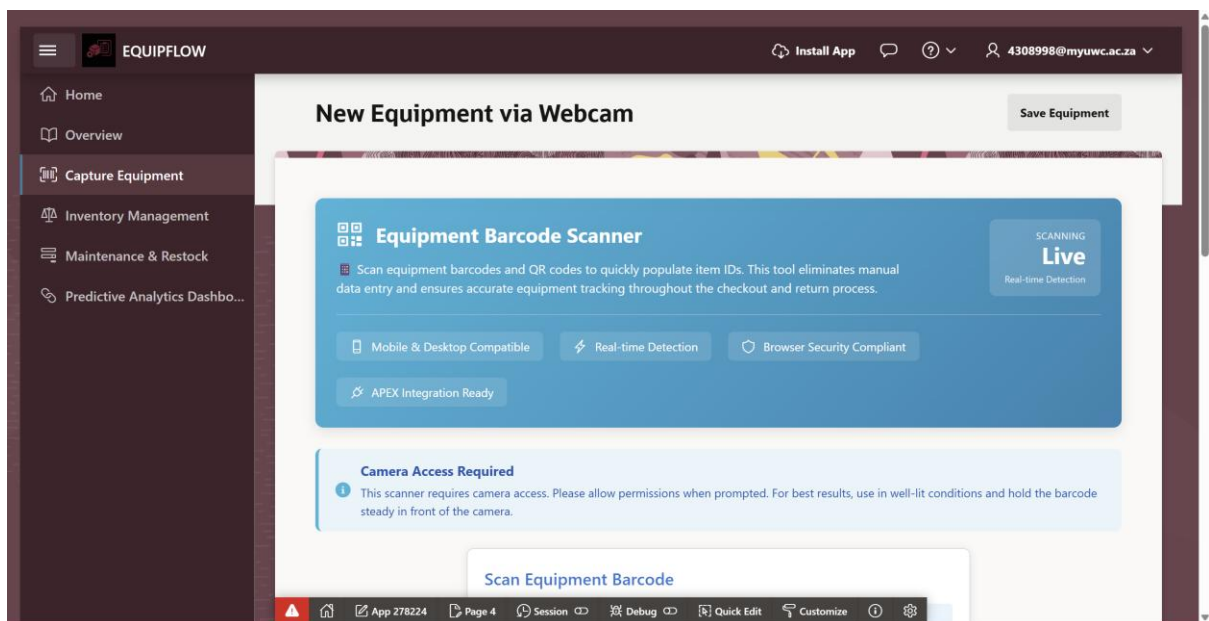 EQUIPFLOW
Install App
4308998@myuwc.ac.za
Home
Overview
Capture Equipment
Inventory Management
Maintenance & Restock
Predictive Analytics Dashbo...
New Equipment via Webcam
Save Equipment
Equipment Barcode Scanner
Scan equipment barcodes and QR codes to quickly populate item IDs. This tool eliminates manual
data entry and ensures accurate equipment tracking throughout the checkout and return process.
SCANNING
Live
Real-time Detection
Mobile & Desktop Compatible
Real-time Detection
Browser Security Compliant
APEX Integration Ready
Camera Access Required
This scanner requires camera access. Please allow permissions when prompted. For best results, use in well-lit conditions and hold the barcode
steady in front of the camera.
Scan Equipment Barcode
App 278224
Page 4
Session
Debug
Quick Edit
Customize